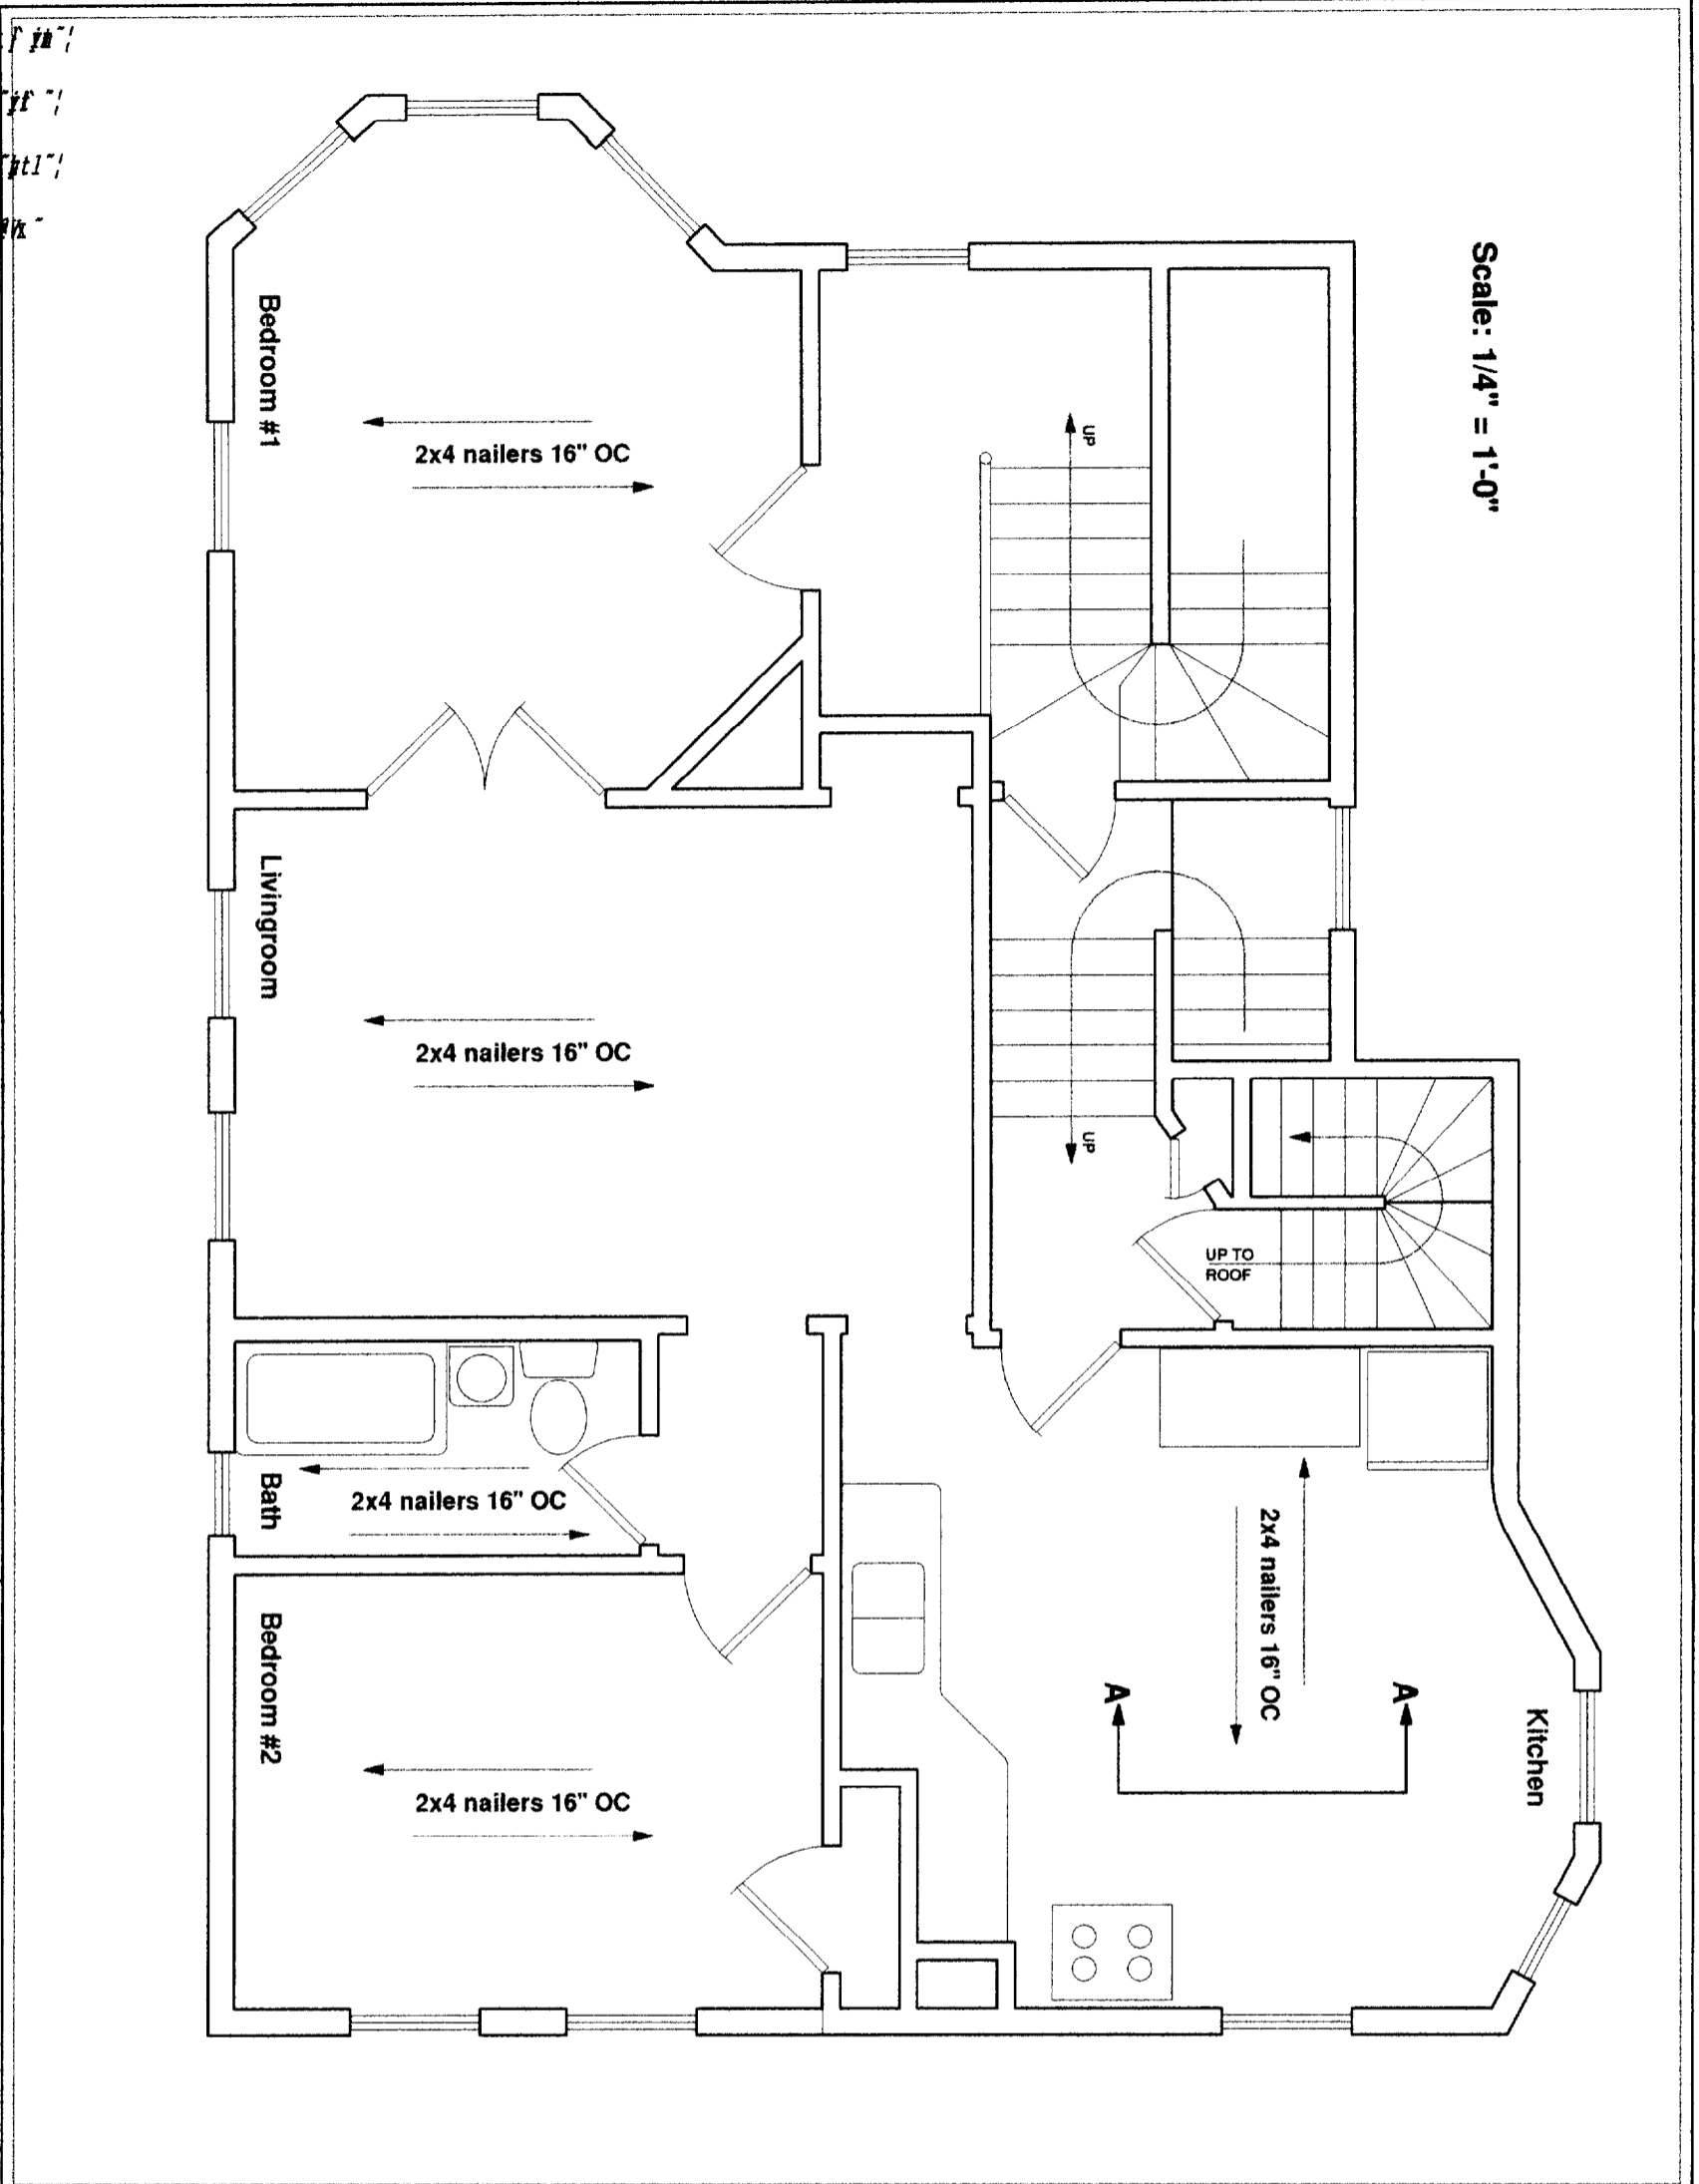 Scale: 1/4" = 1'-0"
Bedroom #1
2x4 nailers 16" OC
UP
Livingroom
2x4 nailers 16" OC
UP
UP TO
ROOF
Bath
2x4 nailers 16" OC
2x4 nailers 16" OC
Bedroom #2
2x4 nailers 16" OC
A
A
Kitchen